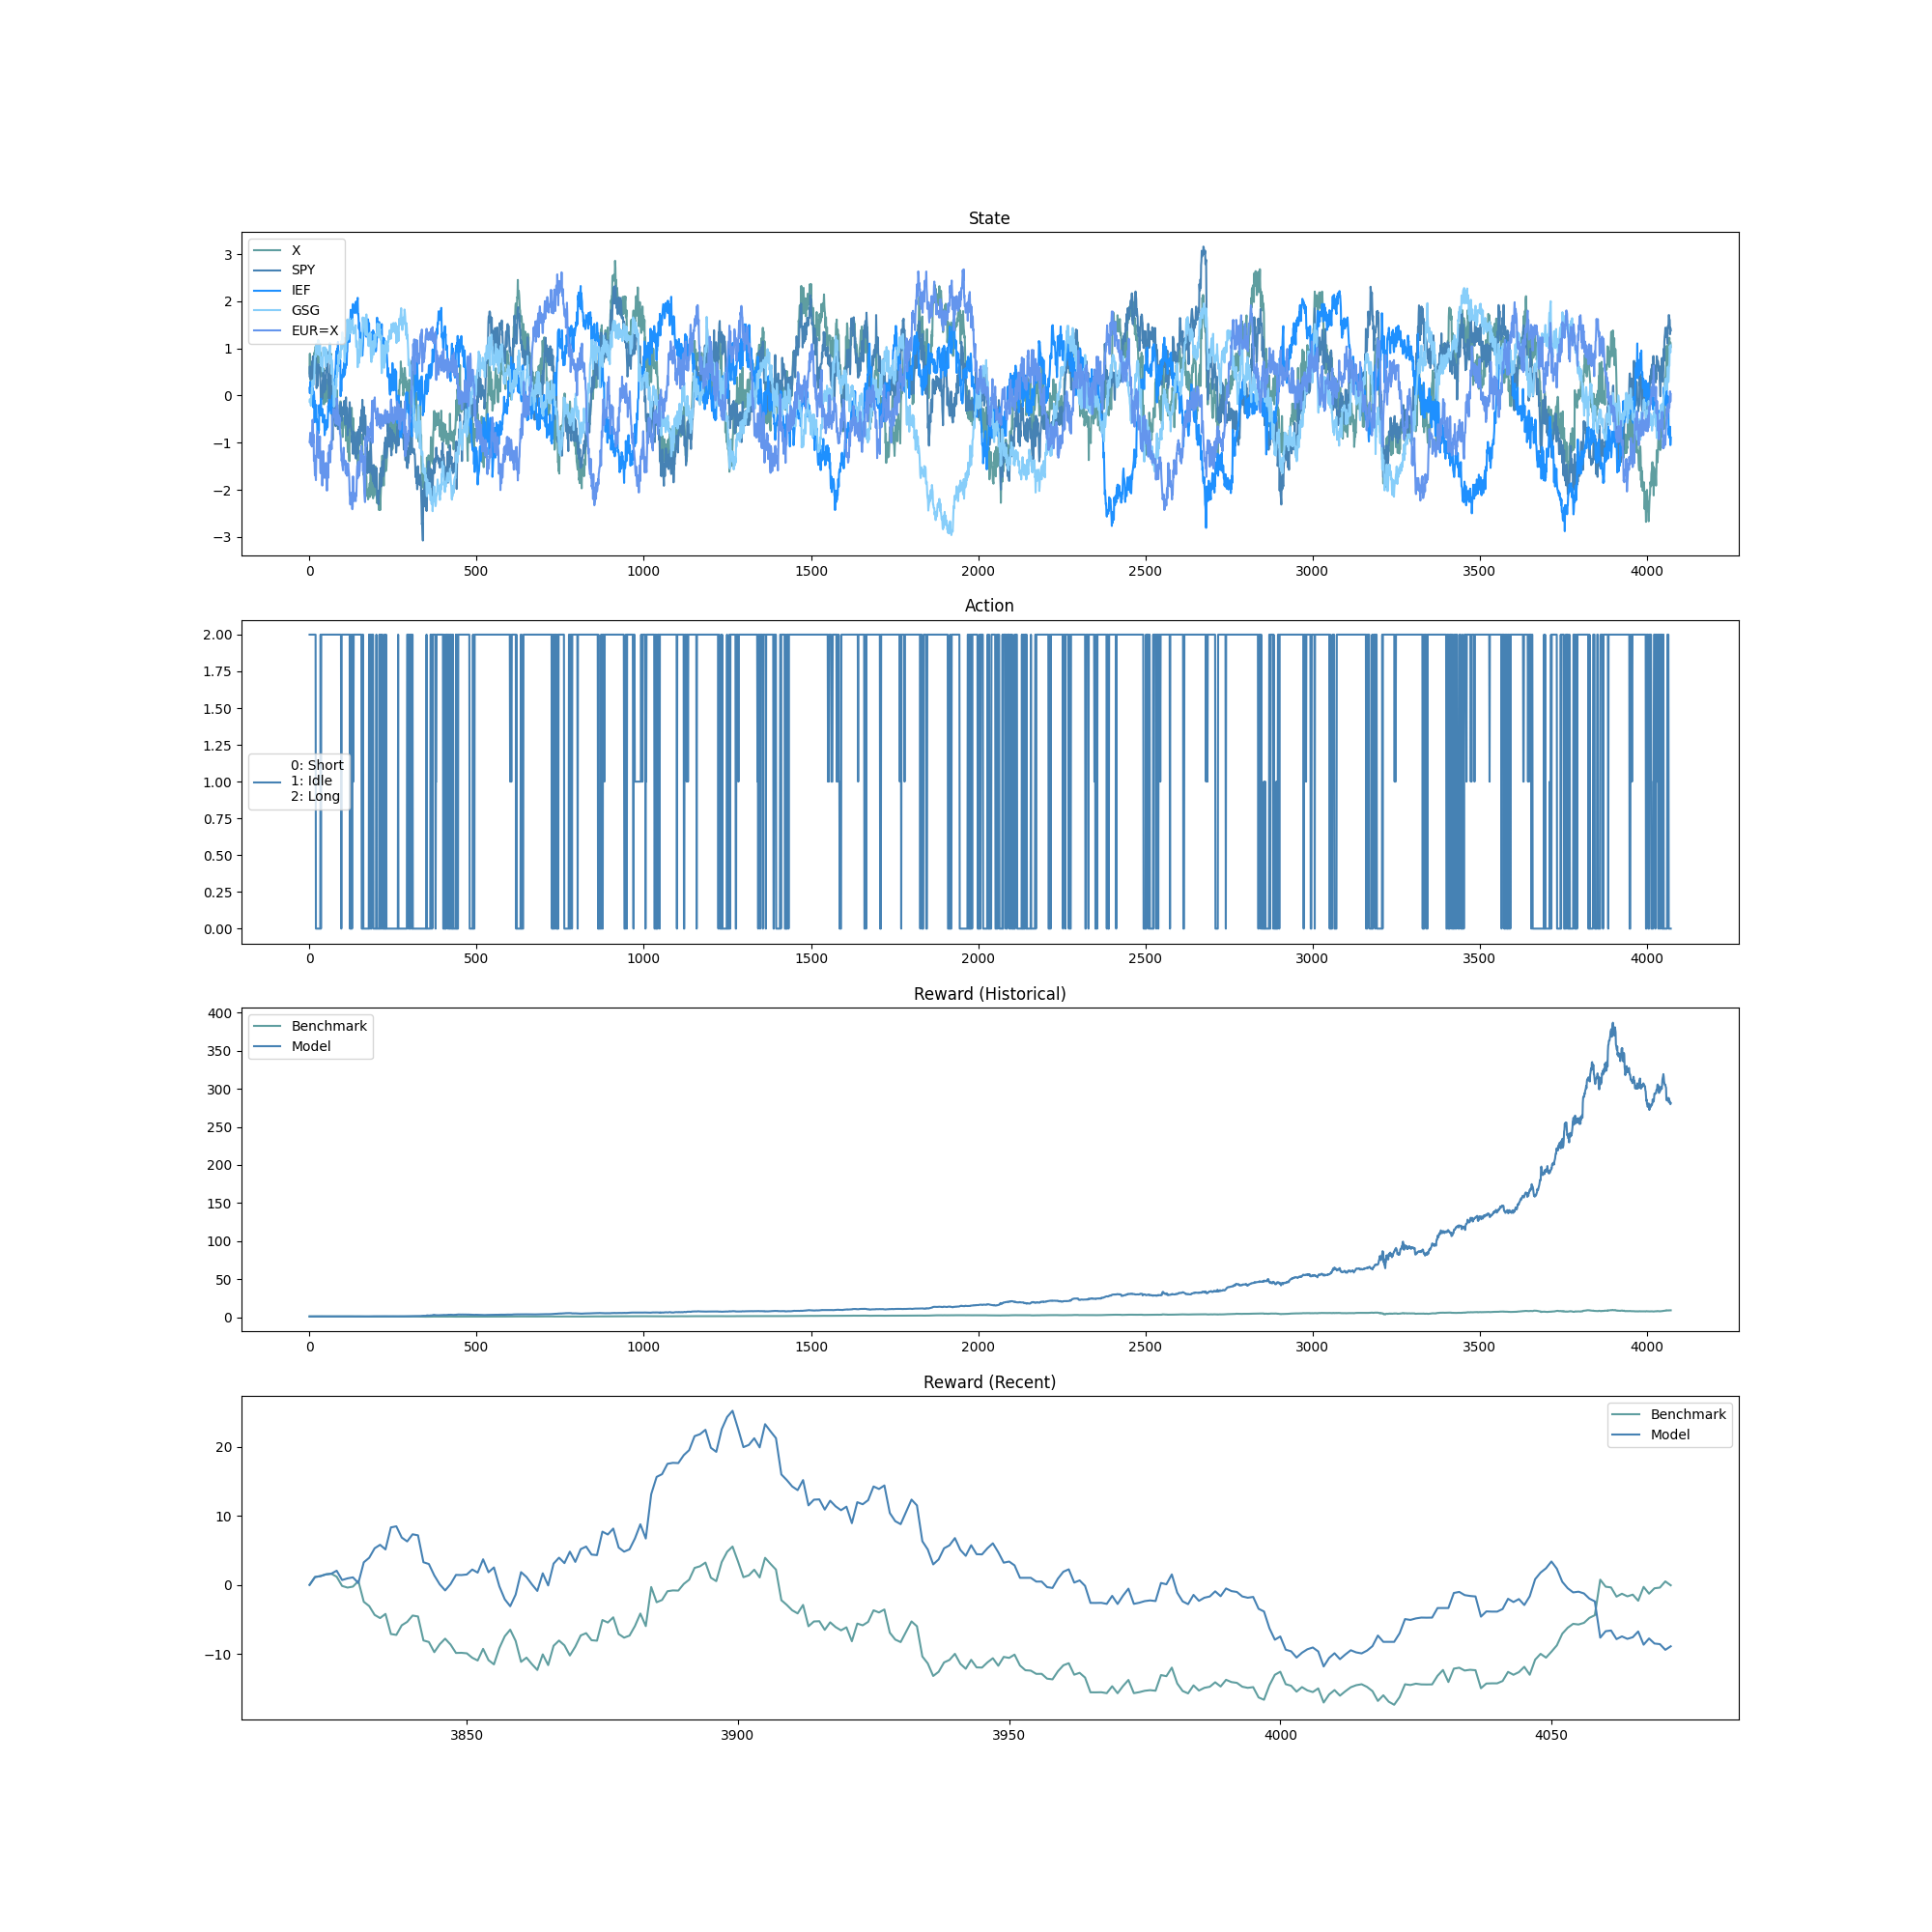 State
3
2
1
0
−1
−2
−3
X
SPY
IEF
GSG
EUR=X
0 500 1000 1500 2000 2500 3000 3500 4000
Action
2.00
1.75
1.50
1.25
1.00
0.75
0.50
0.25
0.00
0: Short
1: Idle
2: Long
0 500 1000 1500 2000 2500 3000 3500 4000
Reward (Historical)
400
350
300
250
200
150
100
50
0
Benchmark
Model
0 500 1000 1500 2000 2500 3000 3500 4000
Reward (Recent)
20
10
0
−10
Benchmark
Model
3850 3900 3950 4000 4050